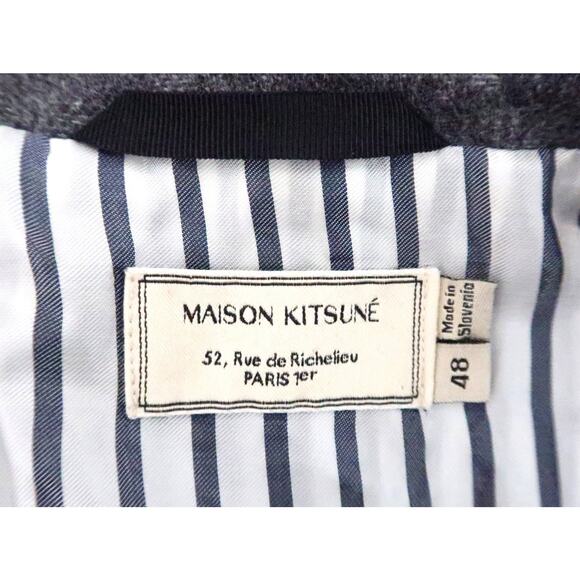 MAISON KITSUNÉ
52, Rue de Richelieu
PARIS 1er
Made in
Slovenia
48